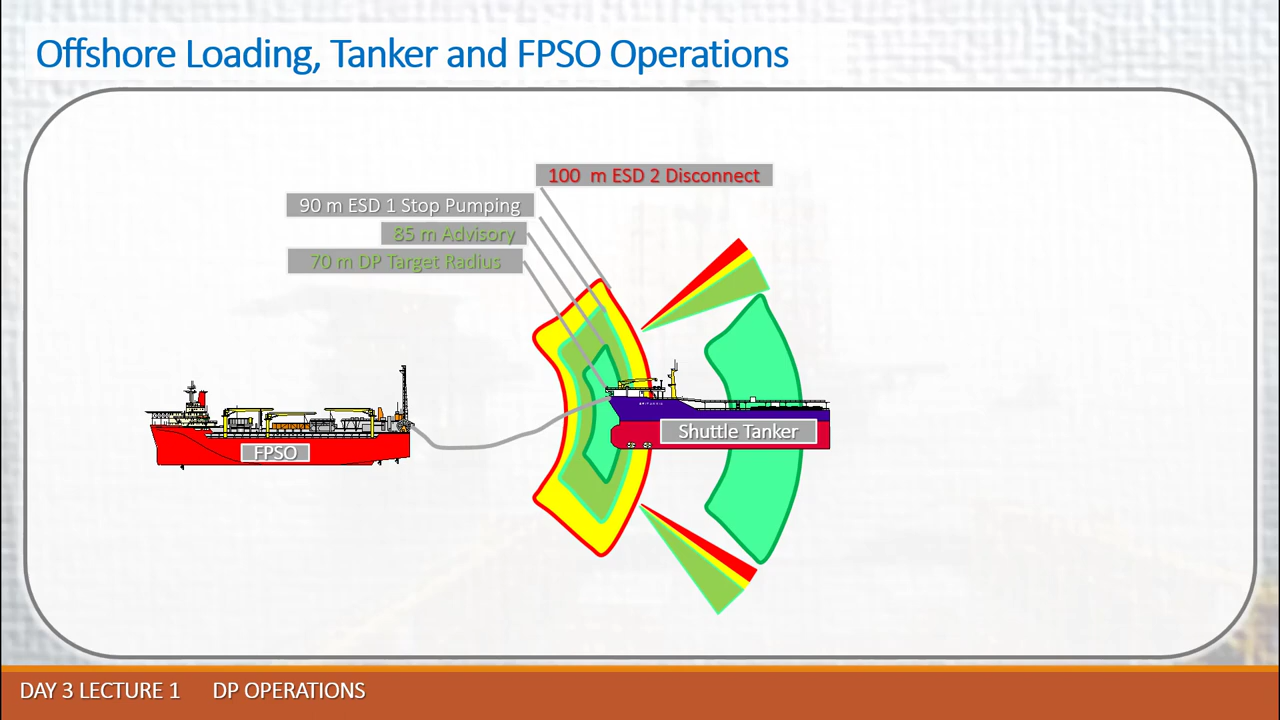 Offshore Loading, Tanker and FPSO Operations
100 m ESD 2 Disconnect
90 m ESD 1 Stop Pumping
85 m Advisory
70 m DP Target Radius
FPSO
Shuttle Tanker
DAY 3 LECTURE 1 DP OPERATIONS